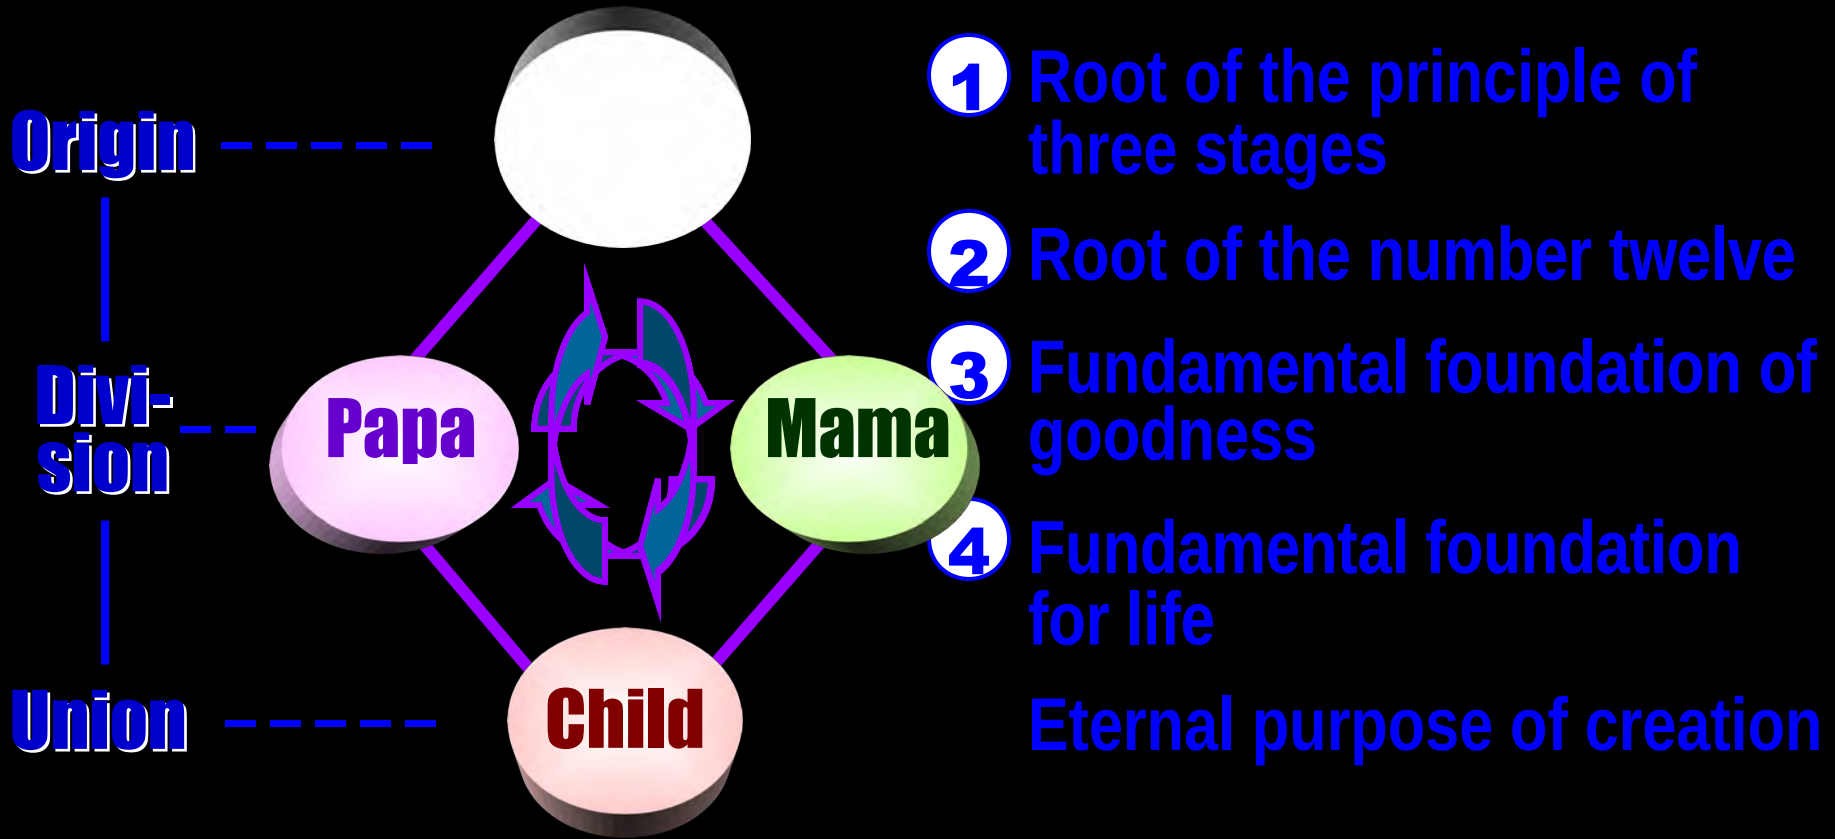 Origin
Divi-
sion
Union
Papa
Mama
Child
1 Root of the principle of
three stages
2 Root of the number twelve
3 Fundamental foundation of
goodness
4 Fundamental foundation
for life
Eternal purpose of creation